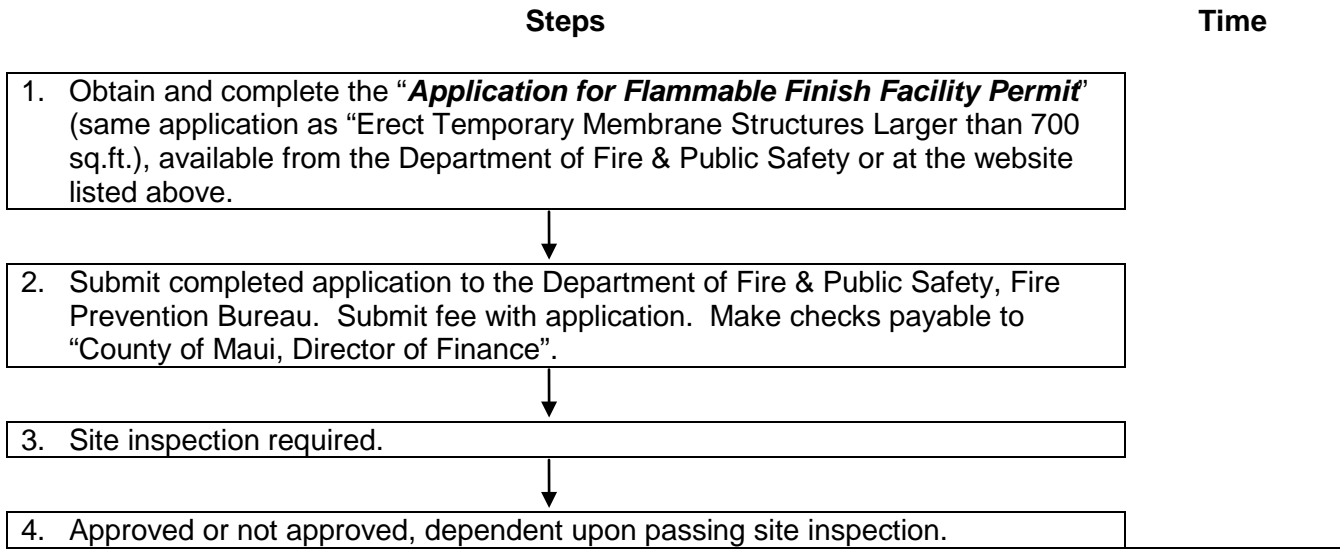 Steps Time
1. Obtain and complete the “Application for Flammable Finish Facility Permit”
(same application as “Erect Temporary Membrane Structures Larger than 700
sq.ft.), available from the Department of Fire & Public Safety or at the website
listed above.
2. Submit completed application to the Department of Fire & Public Safety, Fire
Prevention Bureau. Submit fee with application. Make checks payable to
“County of Maui, Director of Finance”.
3. Site inspection required.
4. Approved or not approved, dependent upon passing site inspection.